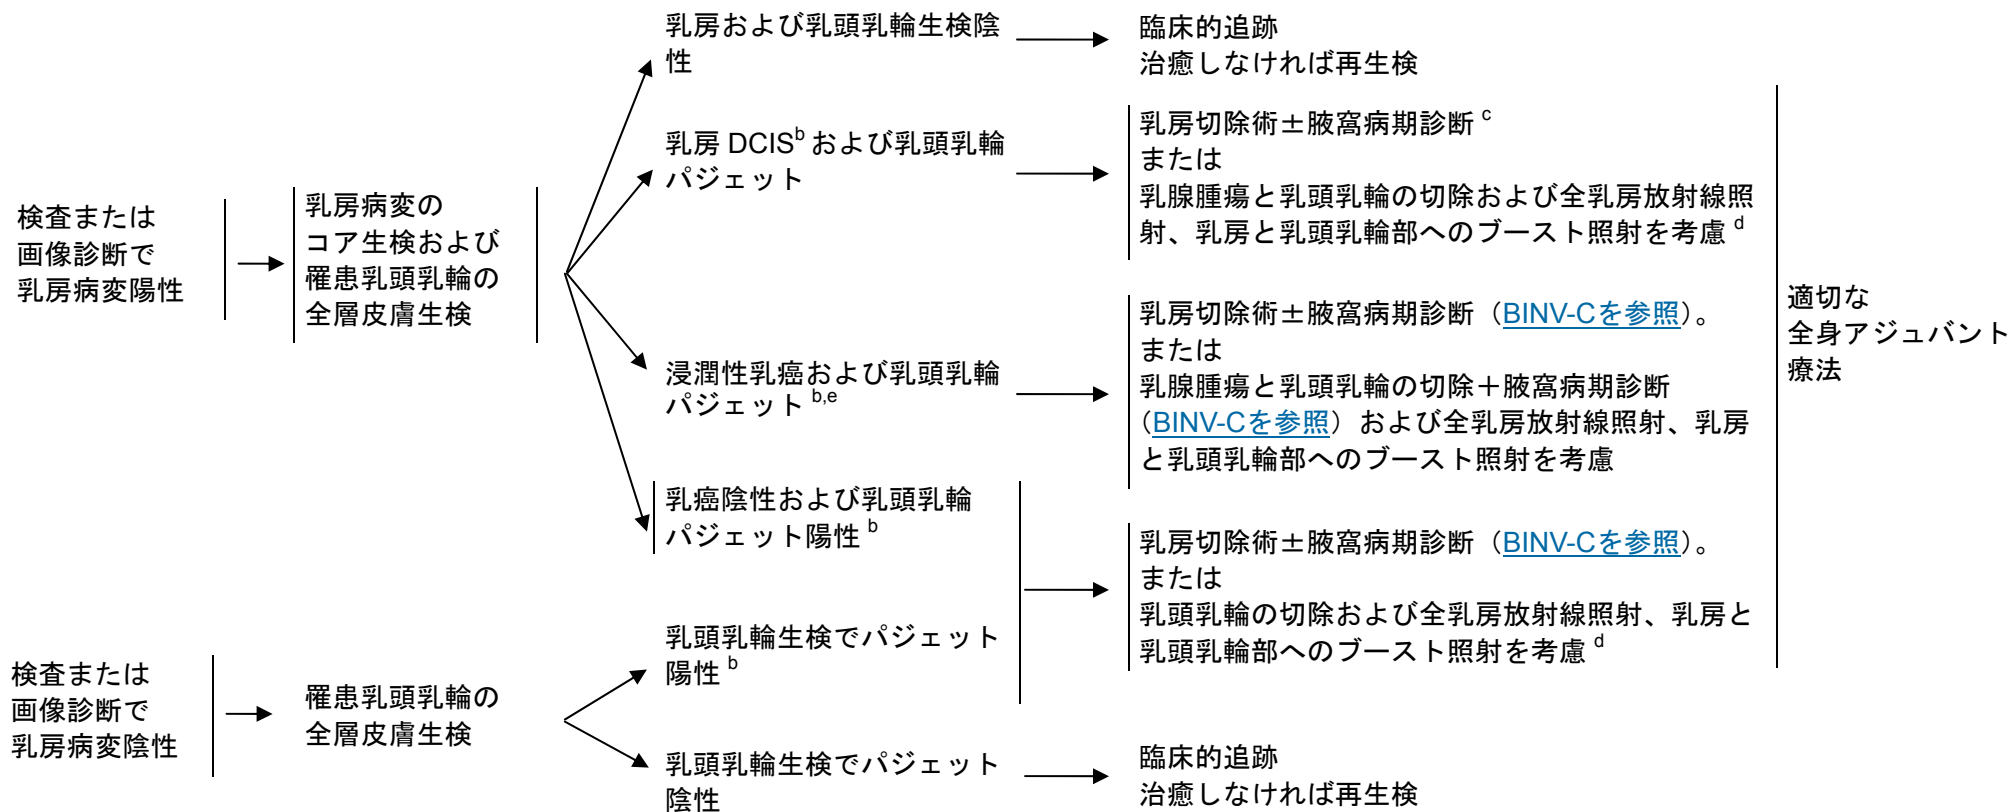 検査または
画像診断で
乳房病変陽性
乳房病変の
コア生検および
罹患乳頭乳輪の
全層皮膚生検
乳房および乳頭乳輪生検陰
性
臨床的追跡
治癒しなければ再生検
乳房 DCISb および乳頭乳輪
パジェット
乳房切除術±腋窩病期診断 c
または
乳腺腫瘍と乳頭乳輪の切除および全乳房放射線照
射、乳房と乳頭乳輪部へのブースト照射を考慮 d
浸潤性乳癌および乳頭乳輪
パジェット b,e
乳房切除術±腋窩病期診断（BINV-Cを参照）。
または
乳腺腫瘍と乳頭乳輪の切除＋腋窩病期診断
（BINV-Cを参照）および全乳房放射線照射、乳房
と乳頭乳輪部へのブースト照射を考慮
乳癌陰性および乳頭乳輪
パジェット陽性 b
乳房切除術±腋窩病期診断（BINV-Cを参照）。
または
乳頭乳輪の切除および全乳房放射線照射、乳房と
乳頭乳輪部へのブースト照射を考慮 d
適切な
全身アジュバント
療法
検査または
画像診断で
乳房病変陰性
罹患乳頭乳輪の
全層皮膚生検
乳頭乳輪生検でパジェット
陽性 b
乳頭乳輪生検でパジェット
陰性
臨床的追跡
治癒しなければ再生検